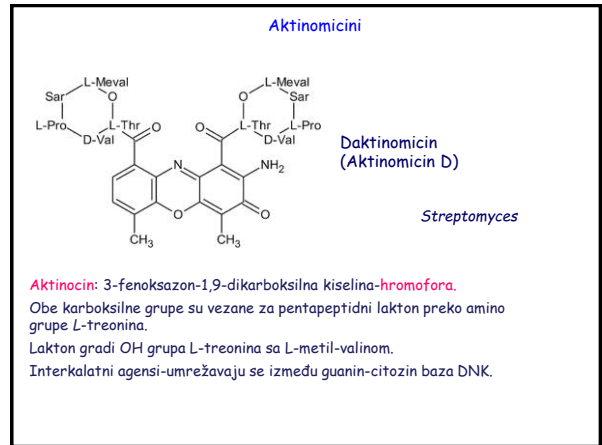 Aktinomicini
L-Meval L-Meval
Sar O O Sar
L-Pro L-Thr O O L-Thr L-Pro
D-Val D-Val
Daktinomicin
(Aktinomicin D)
N NH2
Streptomyces
O O
CH3 CH3
Aktinocin: 3-fenoksazon-1,9-dikarboksilna kiselina-hromofora.
Obe karboksilne grupe su vezane za pentapeptidni lakton preko amino
grupe L-treonina.
Lakton gradi OH grupa L-treonina sa L-metil-valinom.
Interkalatni agensi-umrežavaju se između guanin-citozin baza DNK.